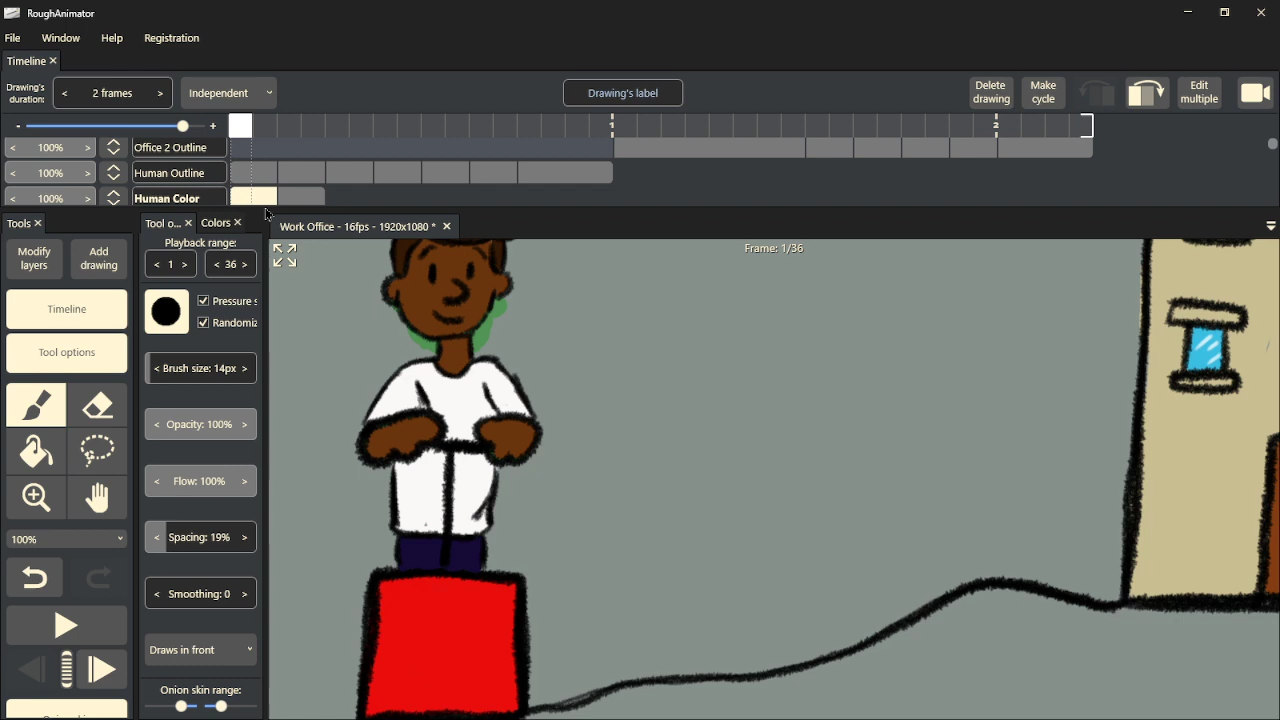 RoughAnimator
File Window Help Registration
Timeline
Drawing's duration: < 2 frames > Independent Drawing's label Delete drawing Make cycle Edit multiple
- + 1 2
< 100% > Office 2 Outline
< 100% > Human Outline
< 100% > Human Color
Tools Tool o... Colors Work Office - 16fps - 1920x1080 *
Playback range:
Modify layers Add drawing < 1 > < 36 > Frame: 1/36
Timeline Pressure s
Randomiz
Tool options
< Brush size: 14px >
< Opacity: 100% >
< Flow: 100% >
100% < Spacing: 19% >
< Smoothing: 0 >
Draws in front
Onion skin range: